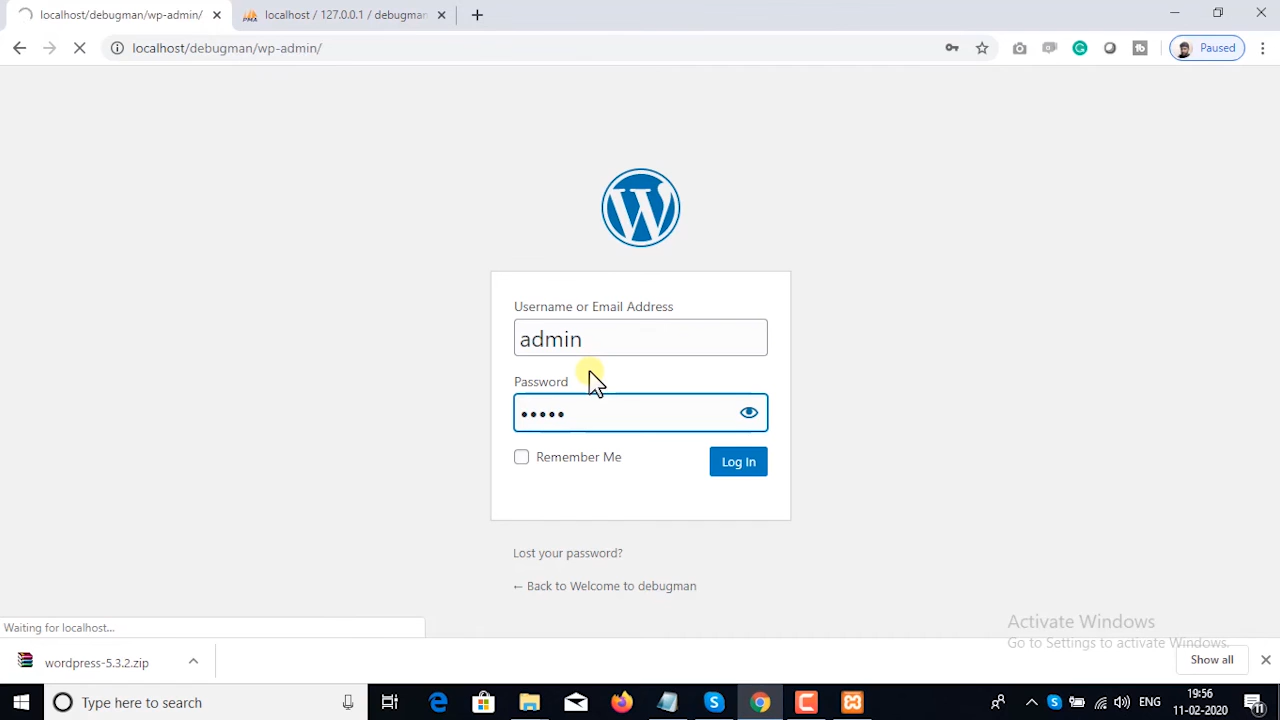 localhost/debugman/wp-admin/
localhost / 127.0.0.1 / debugman
localhost/debugman/wp-admin/
Paused
Username or Email Address
admin
Password
•••••
Remember Me
Log In
Lost your password?
← Back to Welcome to debugman
Waiting for localhost...
Activate Windows
Go to Settings to activate Windows.
wordpress-5.3.2.zip
Show all
Type here to search
ENG
19:56
11-02-2020